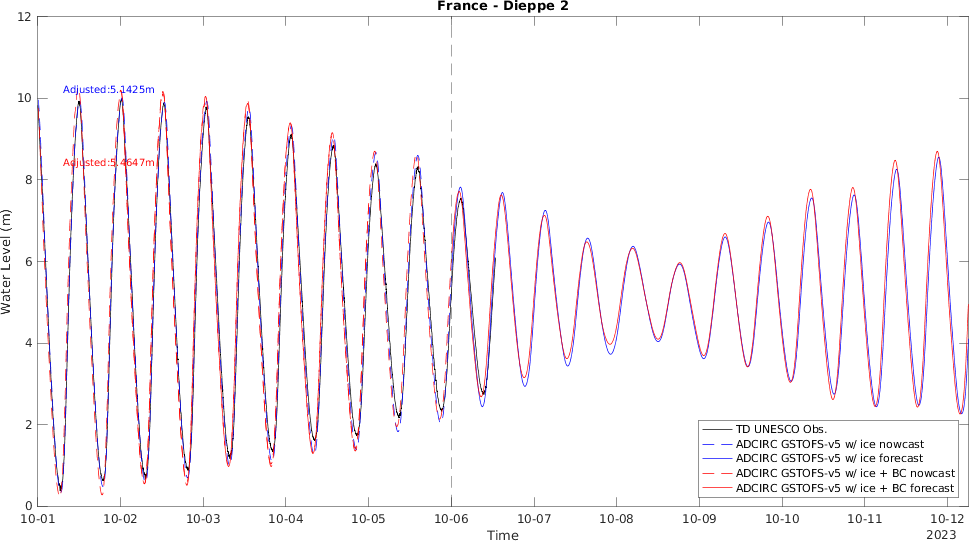 France - Dieppe 2
12
10
8
6
4
2
0
Water Level (m)
Adjusted:5.1425m
Adjusted:5.4647m
10-01
10-02
10-03
10-04
10-05
10-06
10-07
10-08
10-09
10-10
10-11
10-12
Time
2023
TD UNESCO Obs.
ADCIRC GSTOFS-v5 w/ ice nowcast
ADCIRC GSTOFS-v5 w/ ice forecast
ADCIRC GSTOFS-v5 w/ ice + BC nowcast
ADCIRC GSTOFS-v5 w/ ice + BC forecast